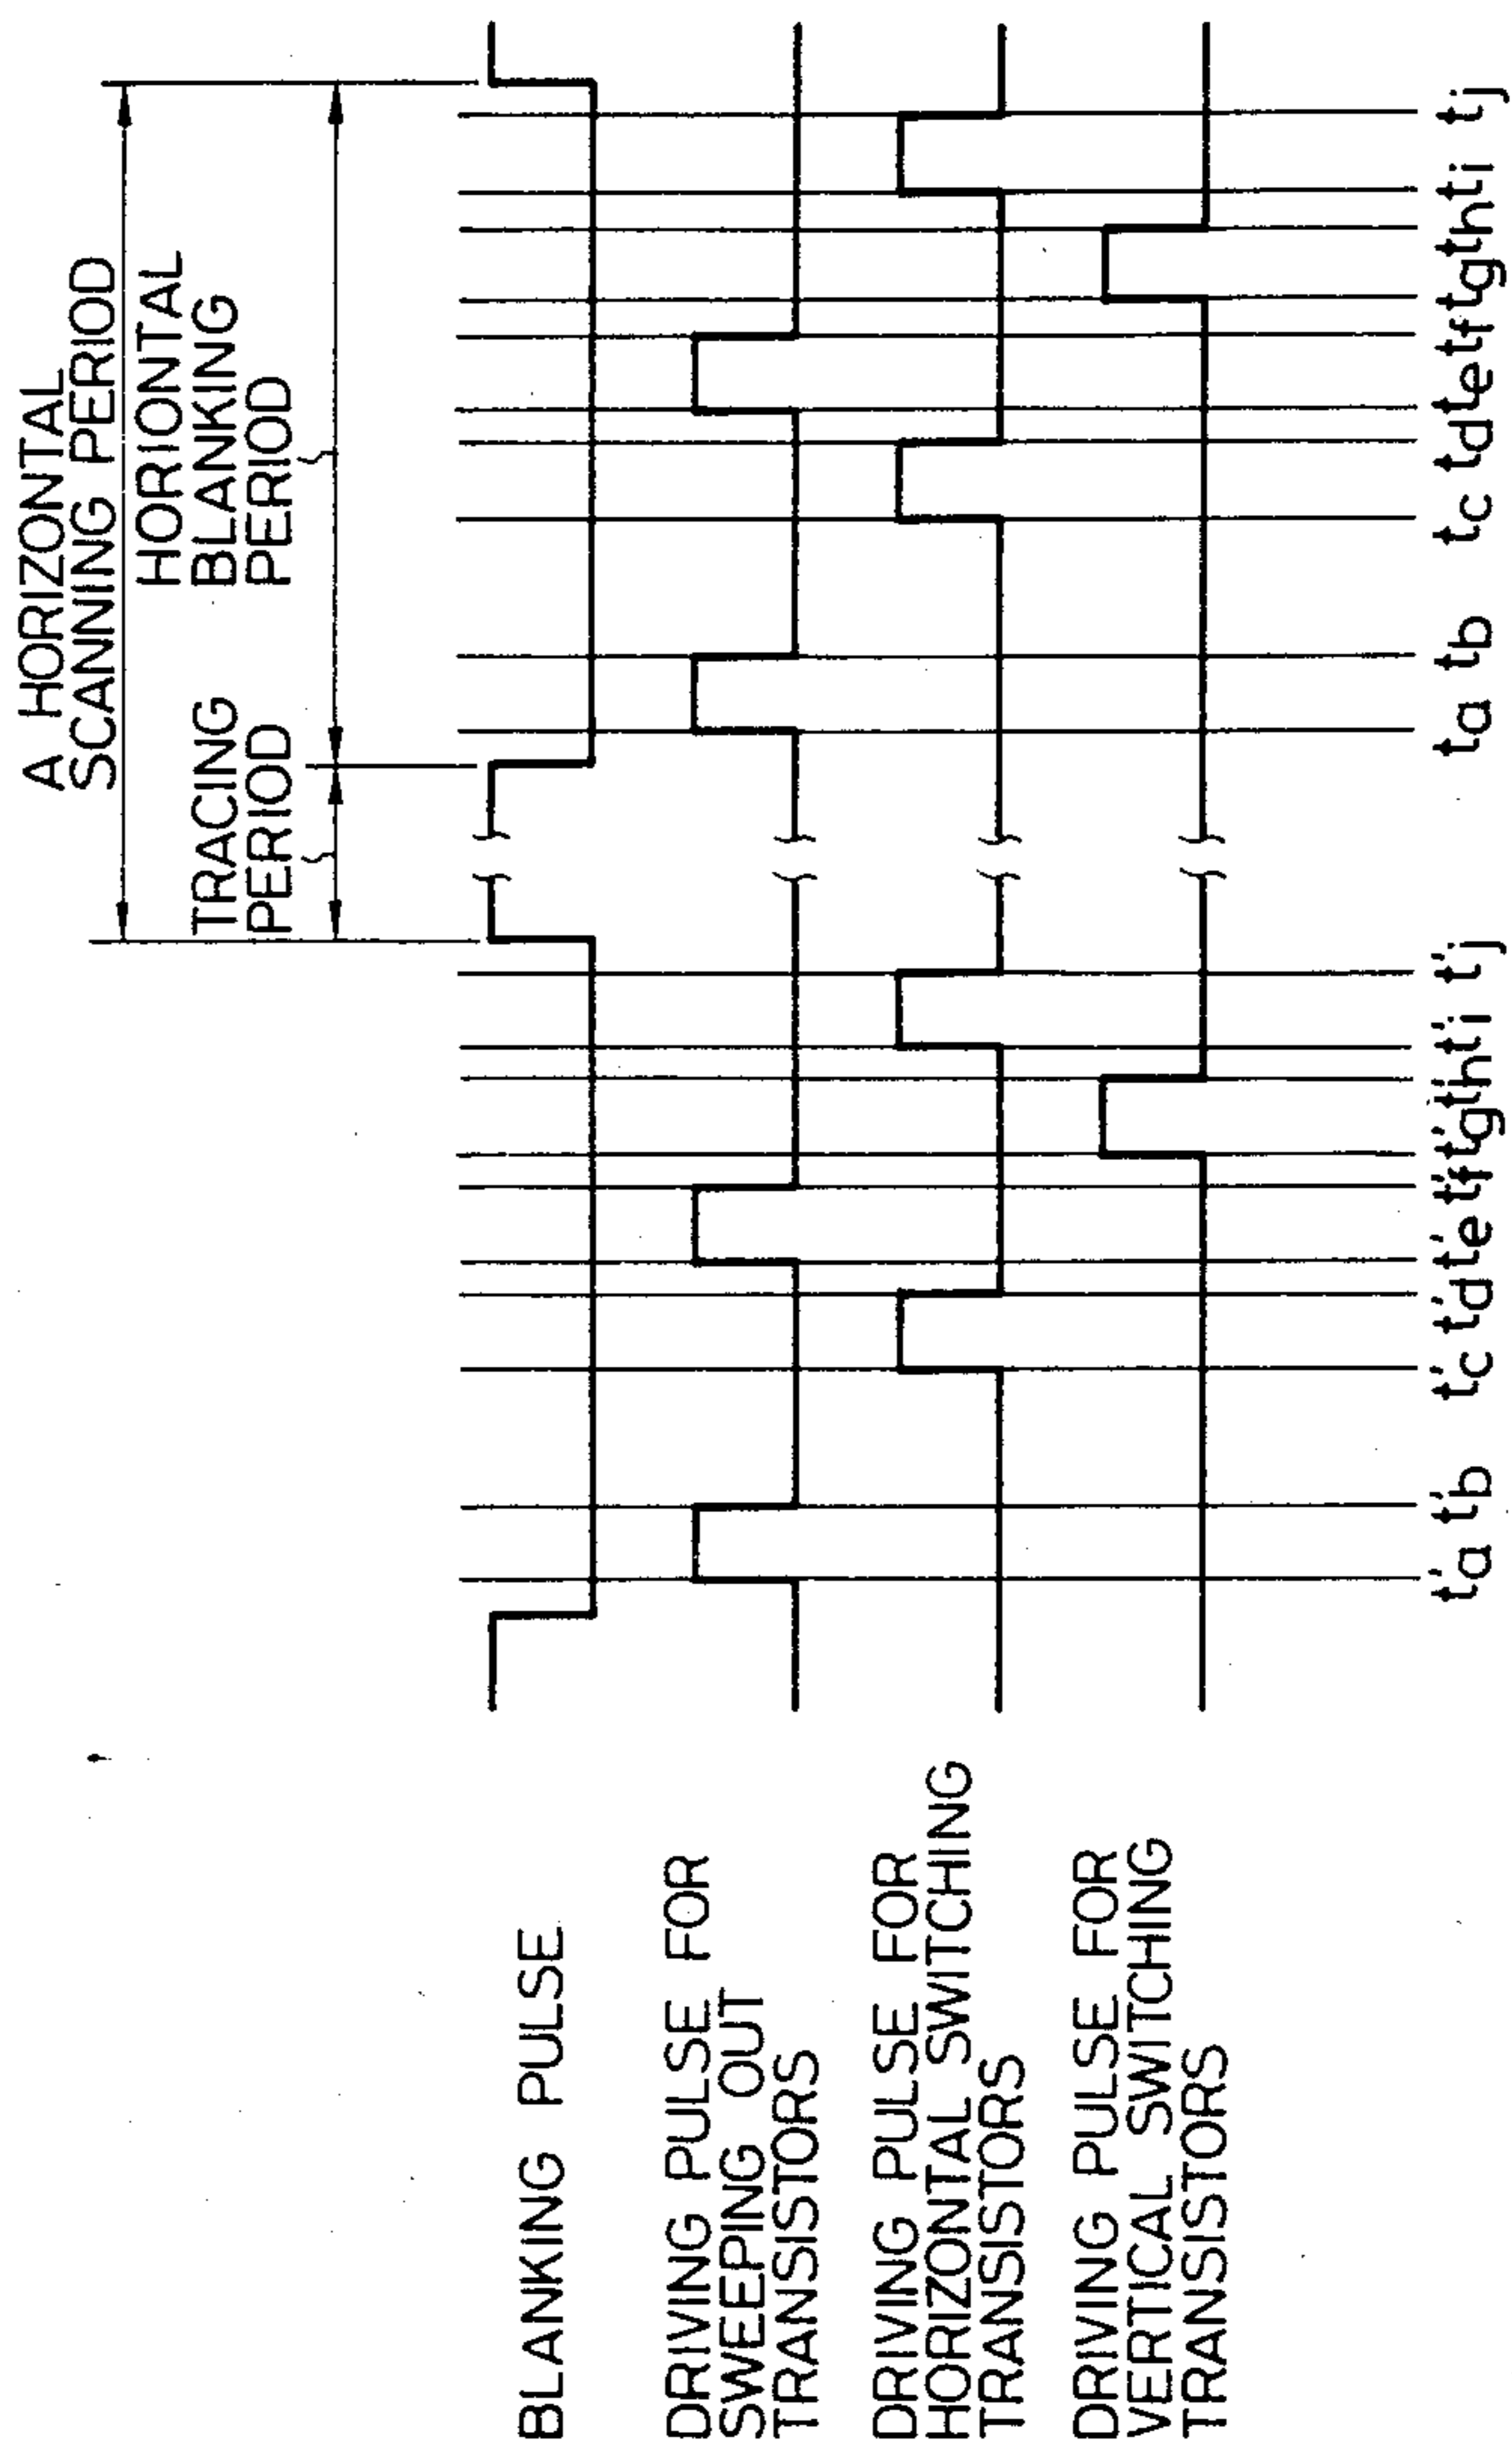 A HORIZONTAL
SCANNING PERIOD
TRACING
PERIOD
HORIONTAL
BLANKING
PERIOD
BLANKING PULSE
DRIVING PULSE FOR
SWEEPING OUT
TRANSISTORS
DRIVING PULSE FOR
HORIZONTAL SWITCHING
TRANSISTORS
DRIVING PULSE FOR
VERTICAL SWITCHING
TRANSISTORS
t'a t'b t'c t'd t'e t'f t'g t'h t'i t'j ta tb tc td te tf tg th ti tj